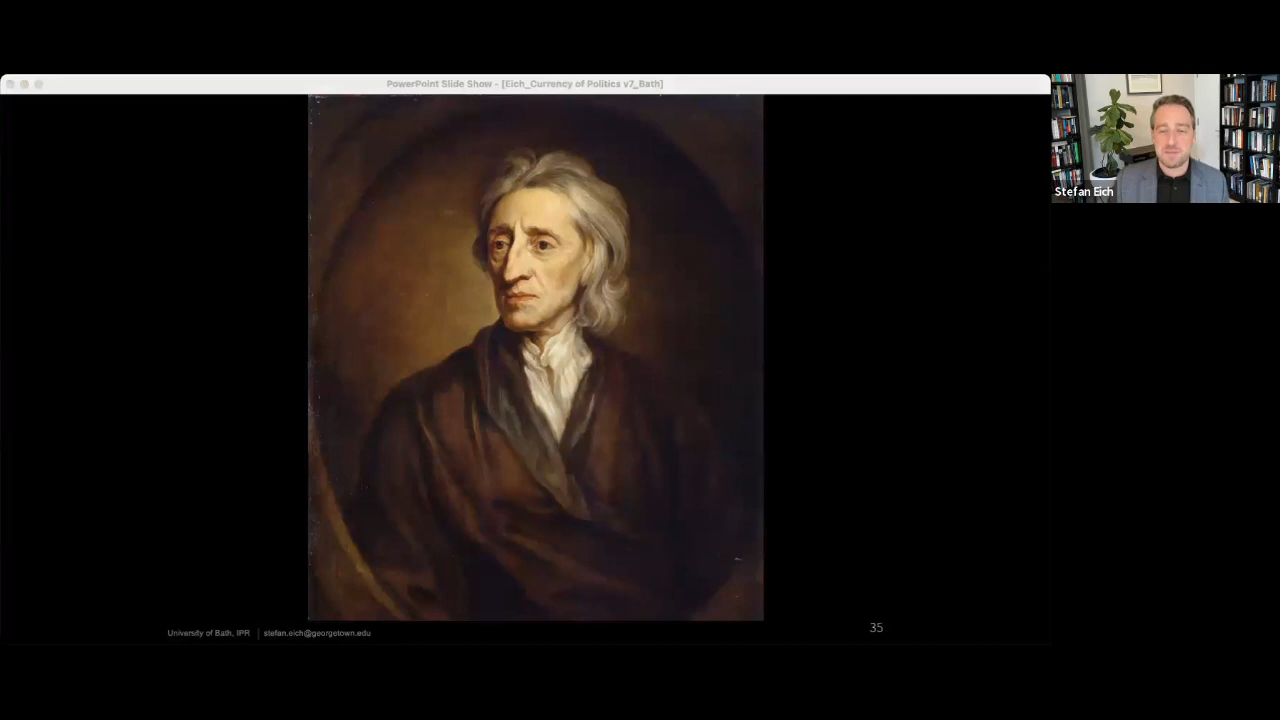 PowerPoint Slide Show - [Eich_Currency of Politics v7_Bath]
Stefan Eich
University of Bath, IPR | stefan.eich@georgetown.edu
35